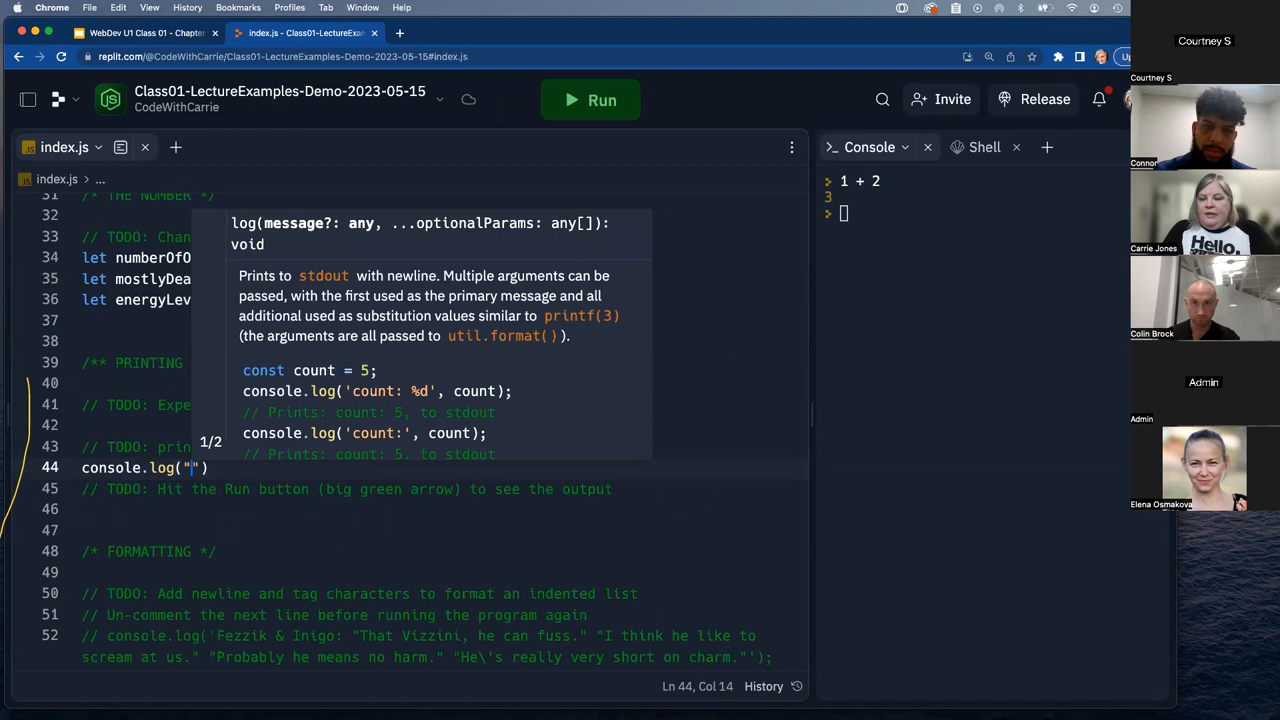 Chrome File Edit View History Bookmarks Profiles Tab Window Help
WebDev U1 Class 01 - Chapter
index.js - Class01-LectureExam
replit.com/@CodeWithCarrie/Class01-LectureExamples-Demo-2023-05-15#index.js
Up
Class01-LectureExamples-Demo-2023-05-15
CodeWithCarrie
Run
Invite
Release
index.js
Console
Shell
index.js > ...
1 + 2
3
31 /* THE NUMBER */
32
33 // TODO: Chan
34 let numberOfO
35 let mostlyDea
36 let energyLev
37
38
39 /** PRINTING
40
41 // TODO: Expe
42
43 // TODO: prin
44 console.log("")
45 // TODO: Hit the Run button (big green arrow) to see the output
46
47
48 /* FORMATTING */
49
50 // TODO: Add newline and tag characters to format an indented list
51 // Un-comment the next line before running the program again
52 // console.log('Fezzik & Inigo: "That Vizzini, he can fuss." "I think he like to
scream at us." "Probably he means no harm." "He\'s really very short on charm."');
log(message?: any, ...optionalParams: any[]):
void
Prints to stdout with newline. Multiple arguments can be
passed, with the first used as the primary message and all
additional used as substitution values similar to printf(3)
(the arguments are all passed to util.format()).
const count = 5;
console.log('count: %d', count);
// Prints: count: 5, to stdout
console.log('count:', count);
// Prints: count: 5, to stdout
1/2
Ln 44, Col 14
History
Courtney S
Courtney S
Connor
Hello.
Carrie Jones
Colin Brock
Admin
Admin
Elena Osmakova